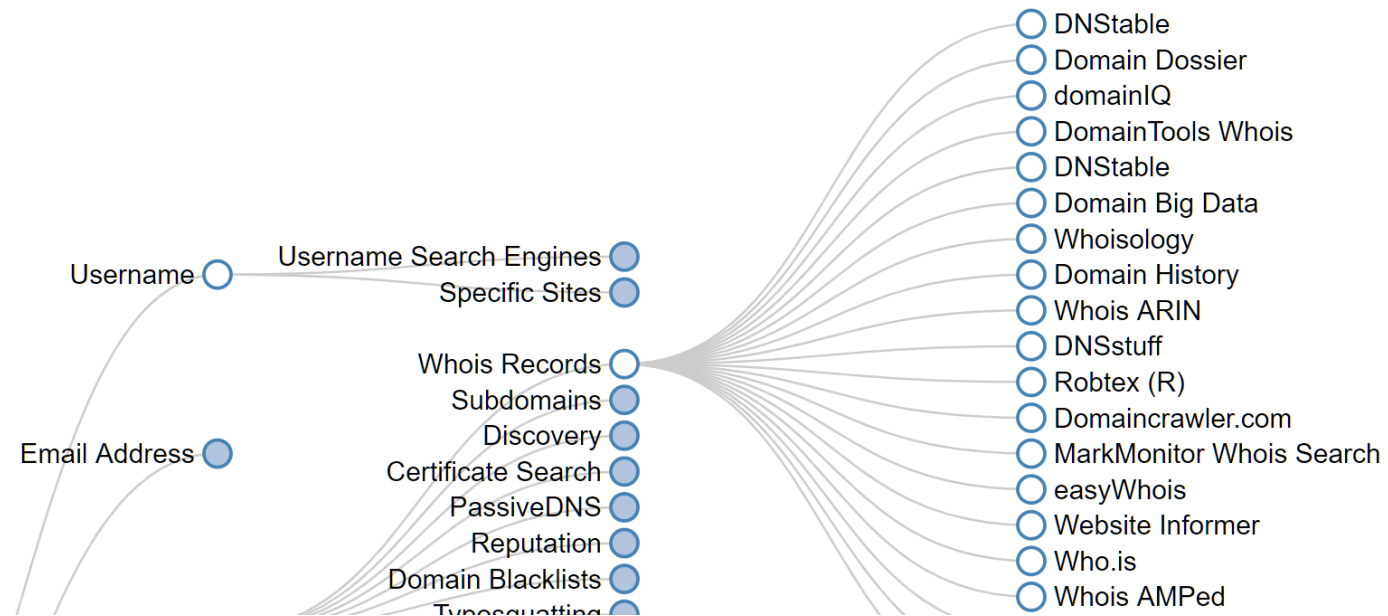 Username
Email Address
Username Search Engines
Specific Sites
Whois Records
Subdomains
Discovery
Certificate Search
PassiveDNS
Reputation
Domain Blacklists
Typosquatting
DNStable
Domain Dossier
domainIQ
DomainTools Whois
DNStable
Domain Big Data
Whoisology
Domain History
Whois ARIN
DNSstuff
Robtex (R)
Domaincrawler.com
MarkMonitor Whois Search
easyWhois
Website Informer
Who.is
Whois AMPed